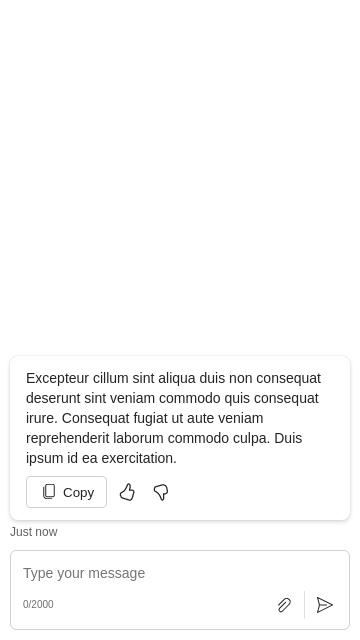 Excepteur cillum sint aliqua duis non consequat
deserunt sint veniam commodo quis consequat
irure. Consequat fugiat ut aute veniam
reprehenderit laborum commodo culpa. Duis
ipsum id ea exercitation.
Copy
Just now
Type your message
0/2000